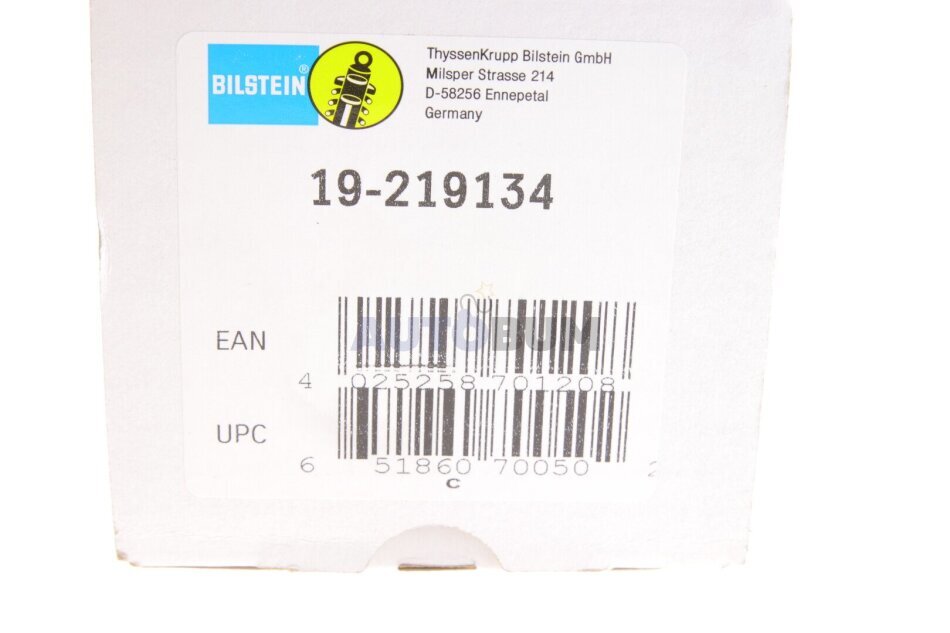 BILSTEIN®
ThyssenKrupp Bilstein GmbH
Milsper Strasse 214
D-58256 Ennepetal
Germany
19-219134
AUTOBUM
EAN
4 025258 701208
UPC
6 51860 70050 2
C